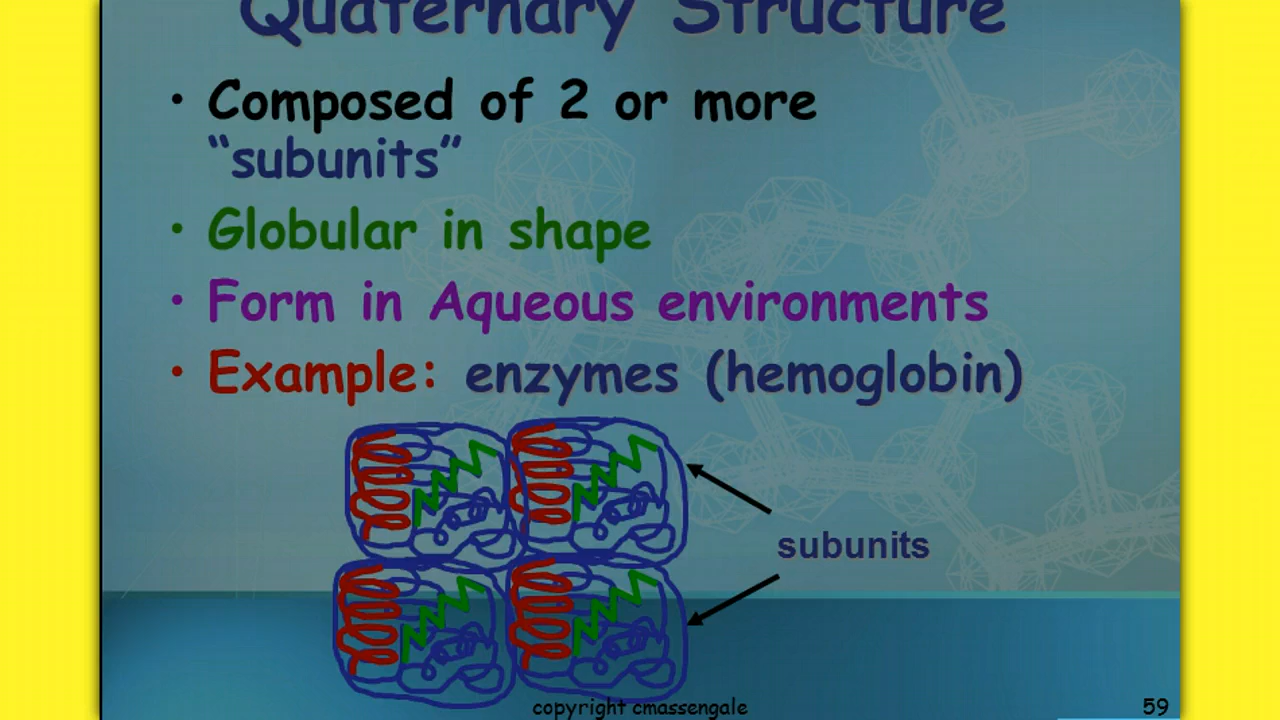 Quaternary Structure
• Composed of 2 or more
“subunits”
• Globular in shape
• Form in Aqueous environments
• Example: enzymes (hemoglobin)
subunits
copyright cmassengale
59